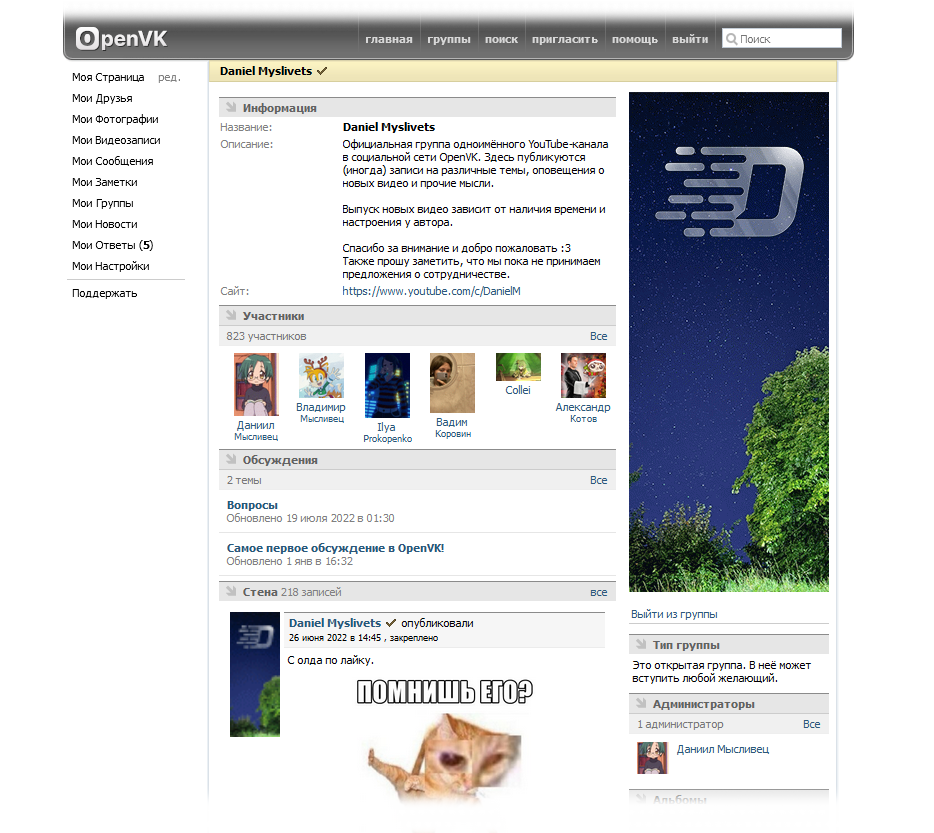 OpenVK
главная группы поиск пригласить помощь выйти Поиск
Моя Страница ред.
Мои Друзья
Мои Фотографии
Мои Видеозаписи
Мои Сообщения
Мои Заметки
Мои Группы
Мои Новости
Мои Ответы (5)
Мои Настройки
Поддержать
Daniel Myslivets
Информация
Название: Daniel Myslivets
Описание: Официальная группа одноимённого YouTube-канала
в социальной сети OpenVK. Здесь публикуются
(иногда) записи на различные темы, оповещения о
новых видео и прочие мысли.
Выпуск новых видео зависит от наличия времени и
настроения у автора.
Спасибо за внимание и добро пожаловать :3
Также прошу заметить, что мы пока не принимаем
предложения о сотрудничестве.
Сайт: https://www.youtube.com/c/DanielM
Участники
823 участников Все
Даниил
Мысливец
Владимир
Мысливец
Ilya
Prokopenko
Вадим
Коровин
Collei
Александр
Котов
Обсуждения
2 темы Все
Вопросы
Обновлено 19 июля 2022 в 01:30
Самое первое обсуждение в OpenVK!
Обновлено 1 янв в 16:32
Стена 218 записей все
Daniel Myslivets опубликовали
26 июня 2022 в 14:45 , закреплено
С олда по лайку.
ПОМНИШЬ ЕГО?
D
Выйти из группы
Тип группы
Это открытая группа. В неё может
вступить любой желающий.
Администраторы
1 администратор Все
Даниил Мысливец
Альбомы